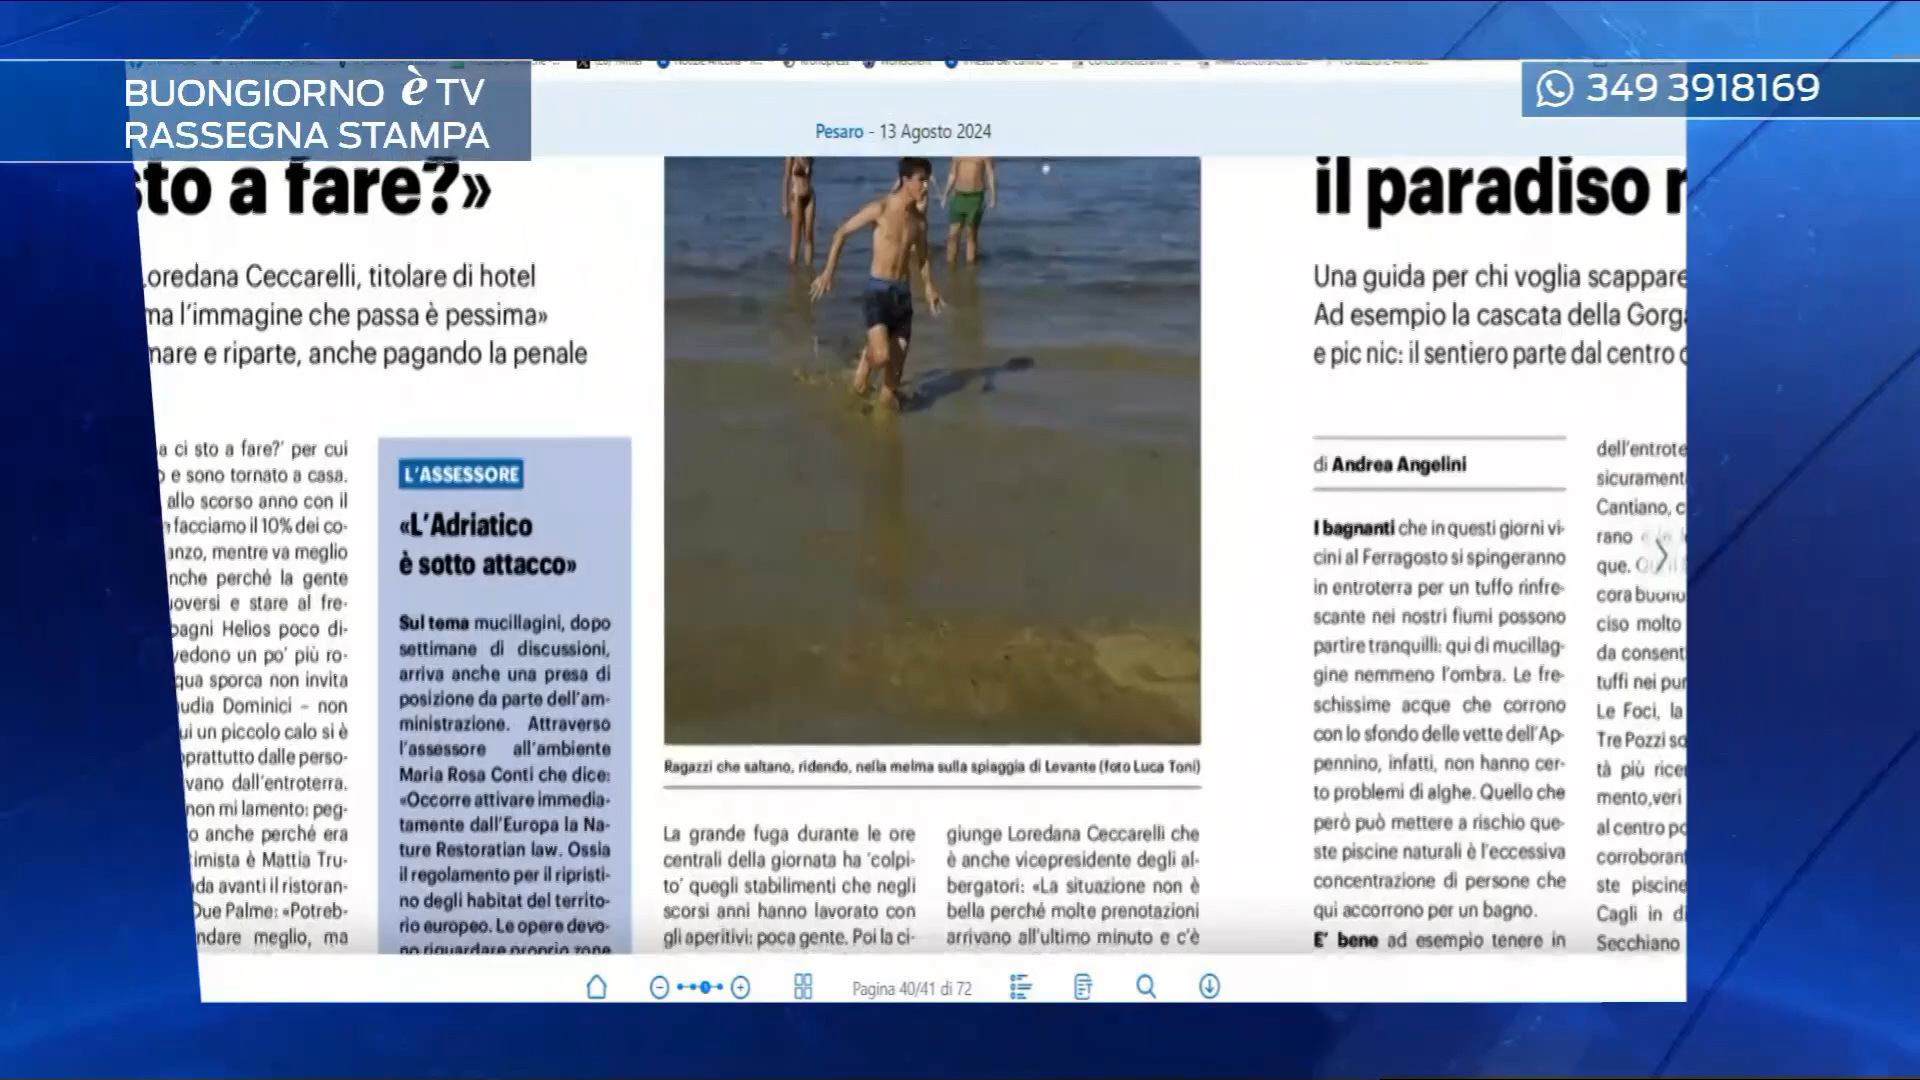 BUONGIORNO è TV
RASSEGNA STAMPA
349 3918169
Pesaro - 13 Agosto 2024
sto a fare?»
Loredana Ceccarelli, titolare di hotel
ma l'immagine che passa è pessima»
mare e riparte, anche pagando la penale
a ci sto a fare?' per cui
e sono tornato a casa.
allo scorso anno con il
facciamo il 10% dei co-
anzo, mentre va meglio
nche perché la gente
uoversi e stare al fre-
bagni Helios poco di-
vedono un po' più ro-
qua sporca non invita
udia Dominici – non
ui un piccolo calo si è
oprattutto dalle perso-
vano dall'entroterra.
non mi lamento: peg-
o anche perché era
timista è Mattia Tru-
da avanti il ristoran-
Due Palme: «Potreb-
ndare meglio, ma
L'ASSESSORE
«L'Adriatico
è sotto attacco»
Sul tema mucillagini, dopo
settimane di discussioni,
arriva anche una presa di
posizione da parte dell'am-
ministrazione. Attraverso
l'assessore all'ambiente
Maria Rosa Conti che dice:
«Occorre attivare immedia-
tamente dall'Europa la Na-
ture Restoratian law. Ossia
il regolamento per il ripristi-
no degli habitat del territo-
rio europeo. Le opere devo-
no riguardare proprio zone
Ragazzi che saltano, ridendo, nella melma sulla spiaggia di Levante (foto Luca Toni)
La grande fuga durante le ore
centrali della giornata ha 'colpi-
to' quegli stabilimenti che negli
scorsi anni hanno lavorato con
gli aperitivi: poca gente. Poi la ci-
giunge Loredana Ceccarelli che
è anche vicepresidente degli al-
bergatori: «La situazione non è
bella perché molte prenotazioni
arrivano all'ultimo minuto e c'è
il paradiso
Una guida per chi voglia scappare
Ad esempio la cascata della Gorga
e pic nic: il sentiero parte dal centro
di Andrea Angelini
I bagnanti che in questi giorni vi-
cini al Ferragosto si spingeranno
in entroterra per un tuffo rinfre-
scante nei nostri fiumi possono
partire tranquilli: qui di mucillag-
gine nemmeno l'ombra. Le fre-
schissime acque che corrono
con lo sfondo delle vette dell'Ap-
pennino, infatti, non hanno cer-
to problemi di alghe. Quello che
però può mettere a rischio que-
ste piscine naturali è l'eccessiva
concentrazione di persone che
qui accorrono per un bagno.
E' bene ad esempio tenere in
dell'entrote
sicurament
Cantiano, c
rano
que.
cora buono
ciso molto
da consent
tuffi nei pun
Le Foci, la
Tre Pozzi so
tà più rice
mento, veri
al centro po
corroborant
ste piscine
Cagli in di
Secchiano
Pagina 40/41 di 72